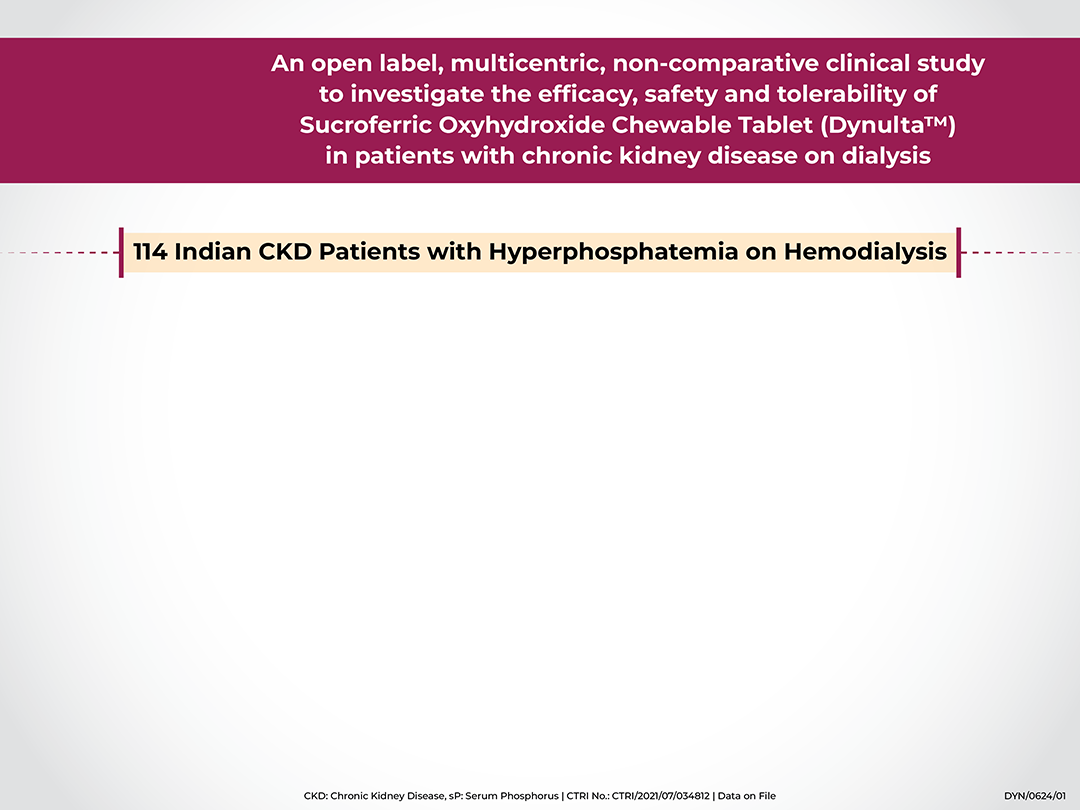 An open label, multicentric, non-comparative clinical study
to investigate the efficacy, safety and tolerability of
Sucroferric Oxyhydroxide Chewable Tablet (Dynulta™)
in patients with chronic kidney disease on dialysis
114 Indian CKD Patients with Hyperphosphatemia on Hemodialysis
CKD: Chronic Kidney Disease, sP: Serum Phosphorus | CTRI No.: CTRI/2021/07/034812 | Data on File
DYN/0624/01